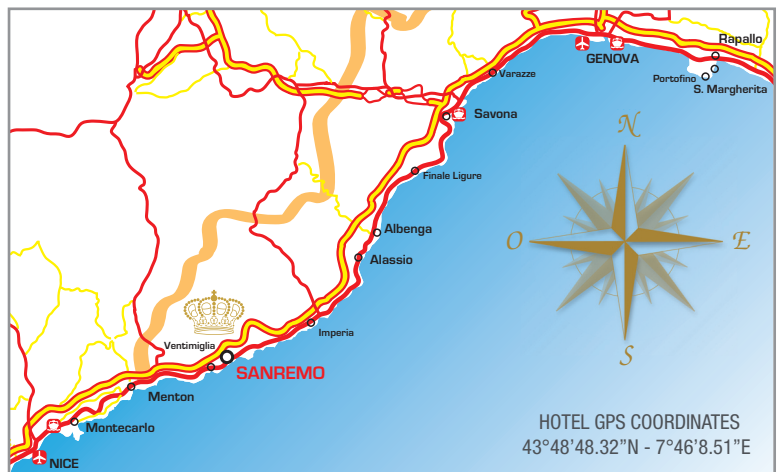 Rapallo
GENOVA
Portofino
S. Margherita
Varazze
Savona
N
Finale Ligure
Albenga
O
E
Alassio
Imperia
Ventimiglia
S
SANREMO
Menton
HOTEL GPS COORDINATES
Montecarlo
43°48'48.32”N - 7°46’8.51”E
NICE